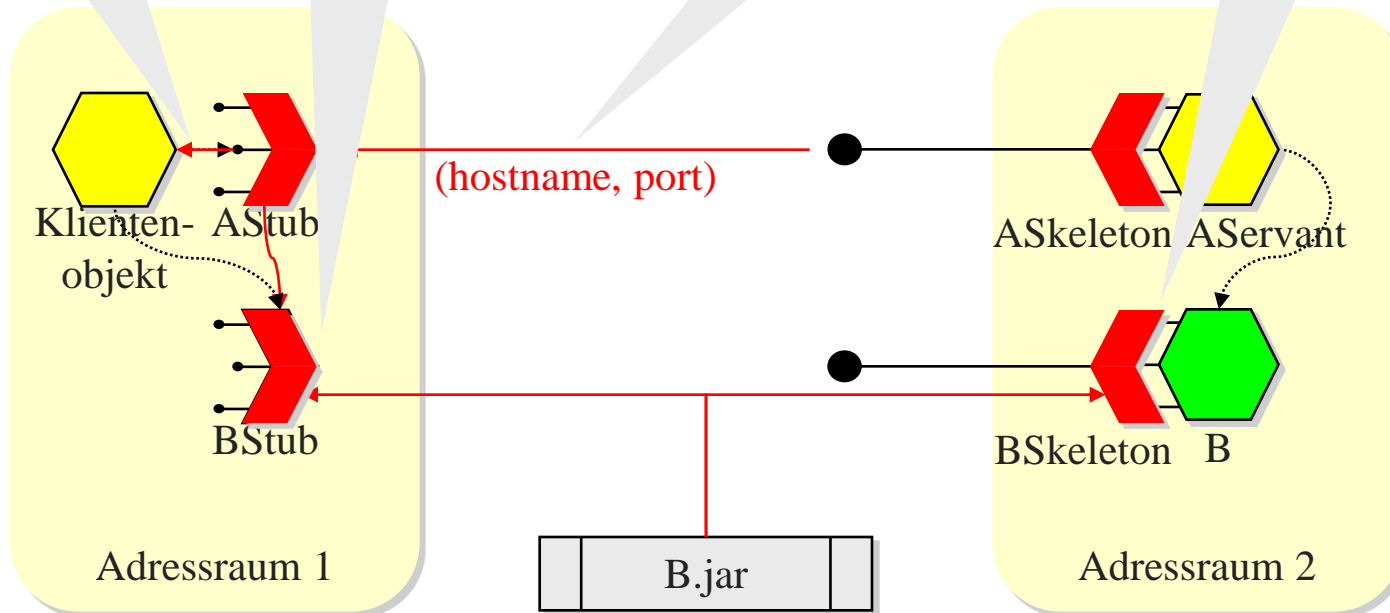 (hostname, port)
Klienten-
objekt
AStub
ASkeleton
AServant
BStub
BSkeleton
B
Adressraum 1
B.jar
Adressraum 2